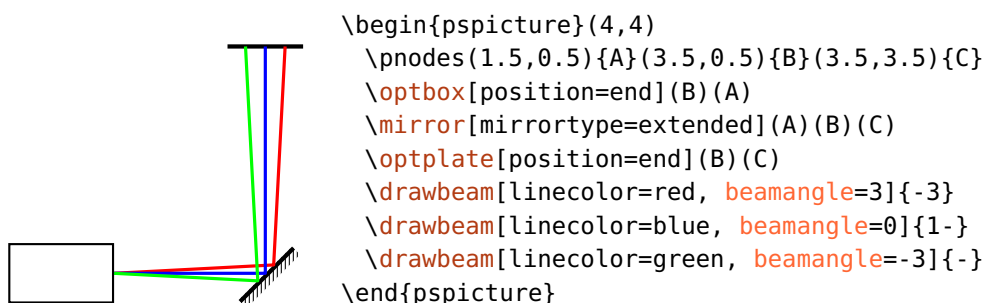 \begin{pspicture}(4,4)
  \pnodes(1.5,0.5){A}(3.5,0.5){B}(3.5,3.5){C}
  \optbox[position=end](B)(A)
  \mirror[mirrortype=extended](A)(B)(C)
  \optplate[position=end](B)(C)
  \drawbeam[linecolor=red, beamangle=3]{-3}
  \drawbeam[linecolor=blue, beamangle=0]{1-}
  \drawbeam[linecolor=green, beamangle=-3]{-}
\end{pspicture}